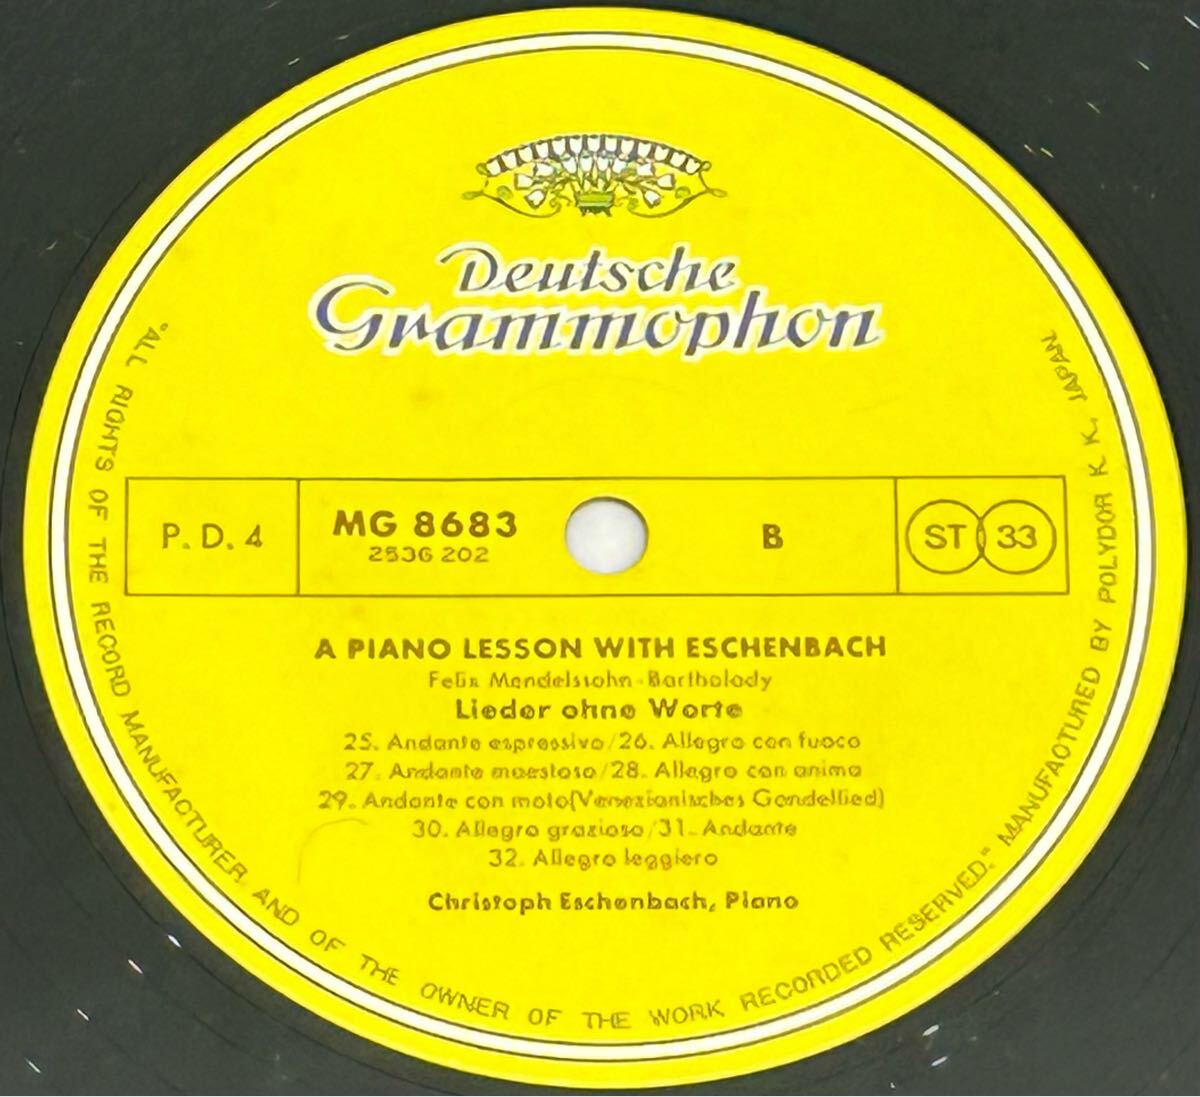 Deutsche
Grammophon
P. D. 4
MG 8683
2536 202
B
ST 33
A PIANO LESSON WITH ESCHENBACH
Felix Mendelssohn-Bartholody
Lieder ohne Worte
25. Andante espressivo/26. Allegro con fuoco
27. Andante maestoso/28. Allegro con anima
29. Andante con moto(Venezianisches Gondellied)
30. Allegro grazioso/31. Andante
32. Allegro leggiero
Christoph Eschenbach, Piano
"ALL RIGHTS OF THE RECORD MANUFACTURER AND OF THE OWNER OF THE WORK RECORDED RESERVED." MANUFACTURED BY POLYDOR K. K. JAPAN